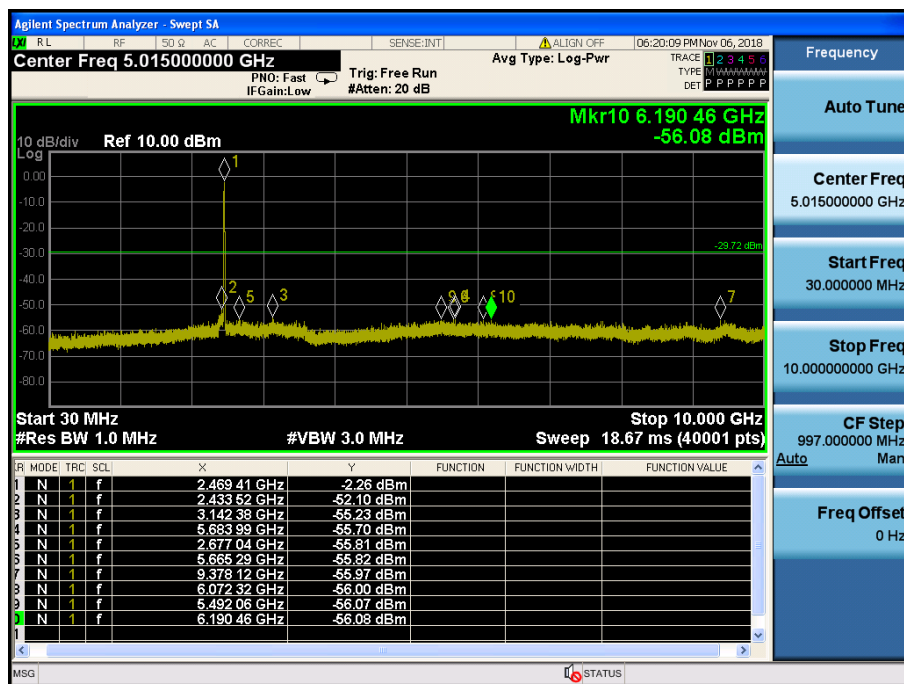 Agilent Spectrum Analyzer - Swept SA
LXI RL RF 50 Ω AC CORREC SENSE:INT ALIGN OFF 06:20:09 PM Nov 06, 2018
Center Freq 5.015000000 GHz
PNO: Fast
IFGain:Low
Trig: Free Run
#Atten: 20 dB
Avg Type: Log-Pwr
TRACE 1 2 3 4 5 6
TYPE MWWWWW
DET P P P P P P
Mkr10 6.190 46 GHz
-56.08 dBm
10 dB/div Ref 10.00 dBm
Log
0.00
-10.0
-20.0
-30.0
-40.0
-50.0
-60.0
-70.0
-80.0
-29.72 dBm
1
2
5
3
9
4
10
7
Start 30 MHz
Stop 10.000 GHz
#Res BW 1.0 MHz
#VBW 3.0 MHz
Sweep 18.67 ms (40001 pts)
MODE TRC SCL X Y FUNCTION FUNCTION WIDTH FUNCTION VALUE
N 1 f 2.469 41 GHz -2.26 dBm
N 1 f 2.433 52 GHz -52.10 dBm
N 1 f 3.142 38 GHz -55.23 dBm
N 1 f 5.683 99 GHz -55.70 dBm
N 1 f 2.677 04 GHz -55.81 dBm
N 1 f 5.665 29 GHz -55.82 dBm
N 1 f 9.378 12 GHz -55.97 dBm
N 1 f 6.072 32 GHz -56.00 dBm
N 1 f 5.492 06 GHz -56.07 dBm
N 1 f 6.190 46 GHz -56.08 dBm
MSG
STATUS
Frequency
Auto Tune
Center Freq
5.015000000 GHz
Start Freq
30.000000 MHz
Stop Freq
10.000000000 GHz
CF Step
997.000000 MHz
Auto Man
Freq Offset
0 Hz